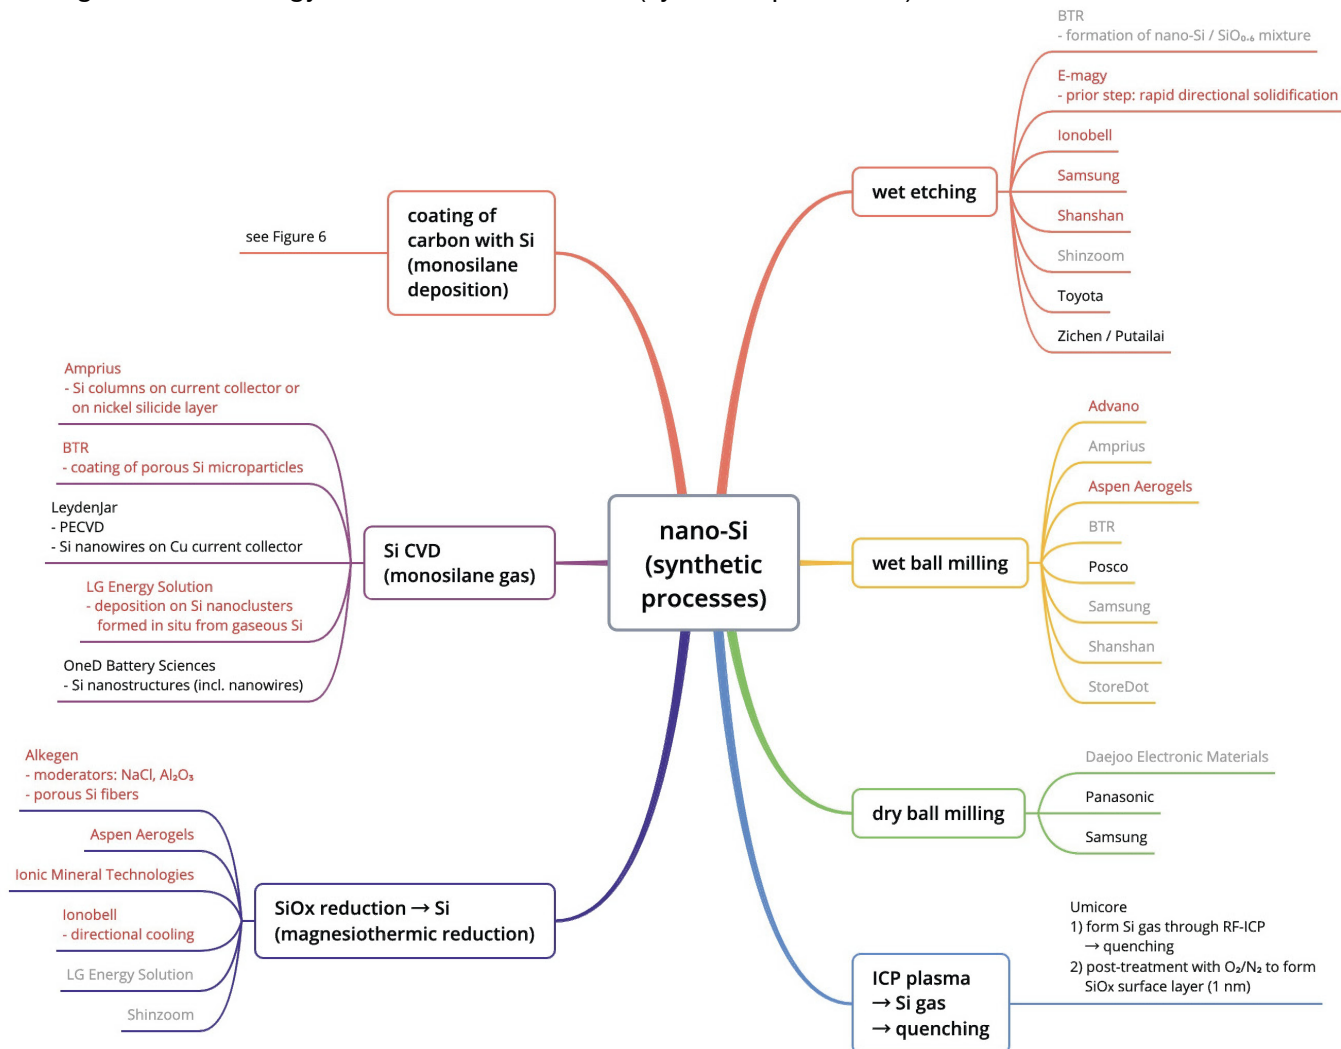 BTR
- formation of nano-Si / SiO₀.₆ mixture
E-magy
- prior step: rapid directional solidification
Ionobell
Samsung
Shanshan
Shinzoom
Toyota
Zichen / Putailai
wet etching
coating of
carbon with Si
(monosilane
deposition)
see Figure 6
Amprius
- Si columns on current collector or
on nickel silicide layer
BTR
- coating of porous Si microparticles
LeydenJar
- PECVD
- Si nanowires on Cu current collector
LG Energy Solution
- deposition on Si nanoclusters
formed in situ from gaseous Si
OneD Battery Sciences
- Si nanostructures (incl. nanowires)
Si CVD
(monosilane gas)
nano-Si
(synthetic
processes)
wet ball milling
Advano
Amprius
Aspen Aerogels
BTR
Posco
Samsung
Shanshan
StoreDot
dry ball milling
Daejoo Electronic Materials
Panasonic
Samsung
Alkegen
- moderators: NaCl, Al₂O₃
- porous Si fibers
Aspen Aerogels
Ionic Mineral Technologies
Ionobell
- directional cooling
LG Energy Solution
Shinzoom
SiOx reduction → Si
(magnesiothermic reduction)
ICP plasma
→ Si gas
→ quenching
Umicore
1) form Si gas through RF-ICP
→ quenching
2) post-treatment with O₂/N₂ to form
SiOx surface layer (1 nm)